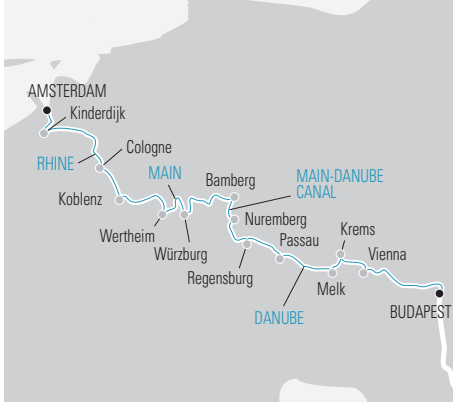 AMSTERDAM
Kinderdijk
RHINE
Cologne
MAIN
Koblenz
Bamberg
MAIN-DANUBE
CANAL
Wertheim
Würzburg
Nuremberg
Krems
Passau
Vienna
Regensburg
Melk
DANUBE
BUDAPEST